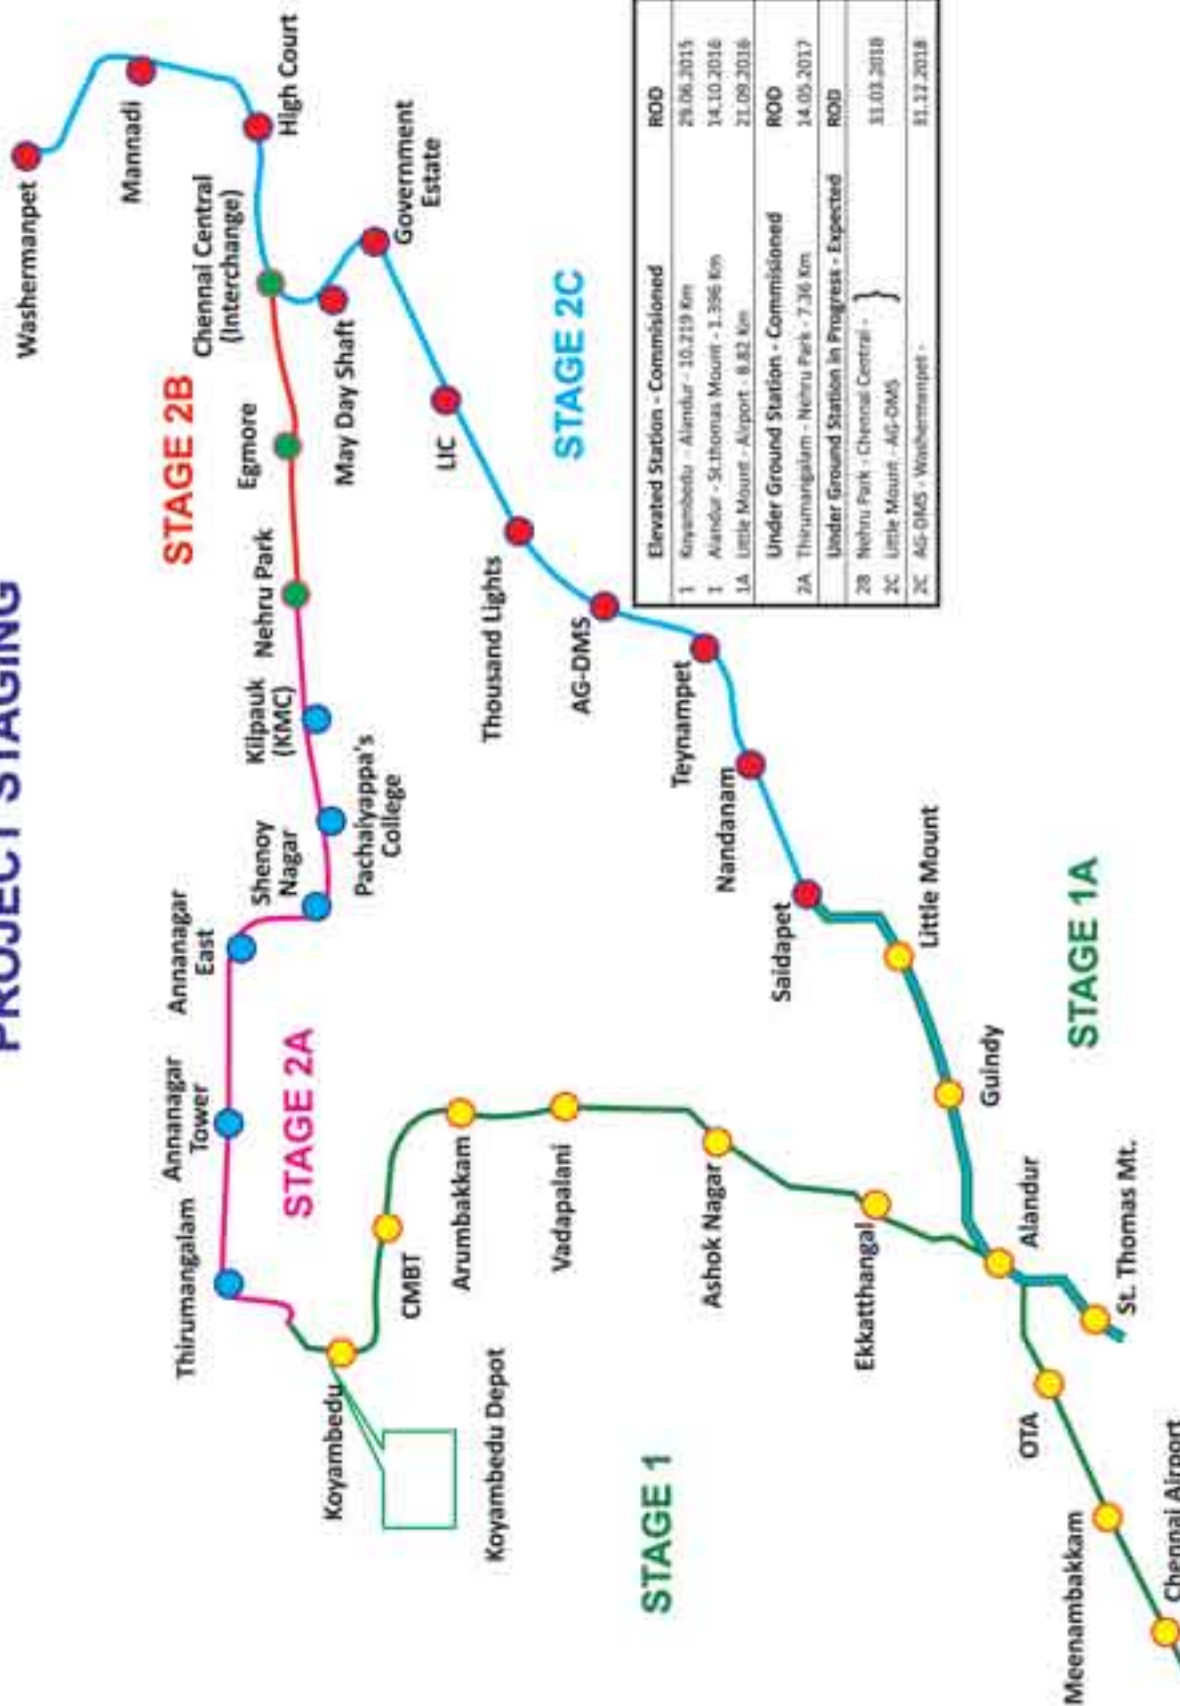 PROJECT STAGING
Washermanpet
Mannadi
High Court
Chennai Central
(Interchange)
STAGE 2B
Egmore
Nehru Park
Kilpauk
(KMC)
Shenoy
Nagar
Pachaiyappa's
College
Annanagar
East
Annanagar
Tower
Thirumangalam
STAGE 2A
May Day Shaft
Government
Estate
LIC
Thousand Lights
STAGE 2C
AG-DMS
Teynampet
Nandanam
Saidapet
Little Mount
Guindy
STAGE 1A
Alandur
St. Thomas Mt.
Koyambedu
Koyambedu Depot
CMBT
Arumbakkam
Vadapalani
Ashok Nagar
Ekkatthangal
STAGE 1
OTA
Meenambakkam
Chennai Airport
Elevated Station - Commisioned ROD
1 Koyambedu - Alandur - 10.219 Km 29.06.2015
1 Alandur - St.thomas Mount - 1.396 Km 14.10.2016
1A Little Mount - Airport - 8.82 Km 21.09.2016
Under Ground Station - Commisioned ROD
2A Thirumangalam - Nehru Park - 7.36 Km 14.05.2017
Under Ground Station in Progress - Expected ROD
2B Nehru Park - Chennai Central - } 31.03.2018
2C Little Mount - AG-DMS
2C AG-DMS - Washermenpet - 31.12.2018